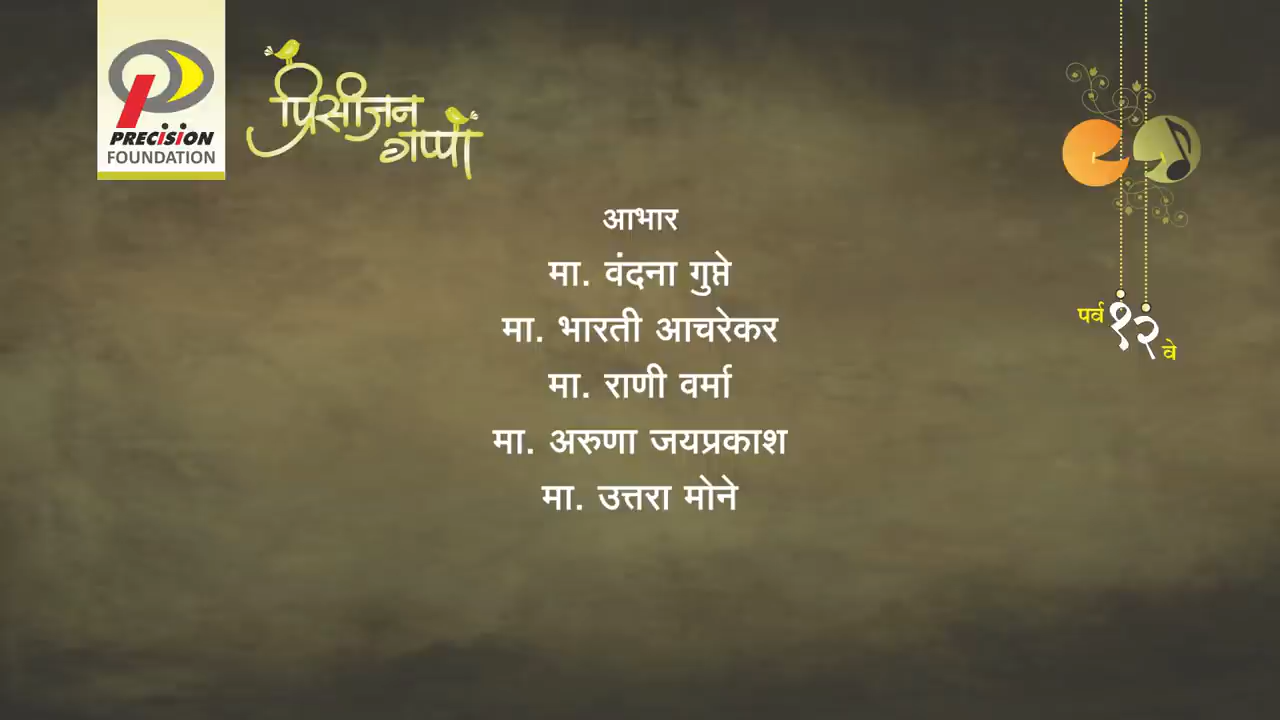 PRECISION
FOUNDATION
प्रिसीजन
गप्पा
आभार
मा. वंदना गुप्ते
मा. भारती आचरेकर
मा. राणी वर्मा
मा. अरुणा जयप्रकाश
मा. उत्तरा मोने
पर्व १२ वे